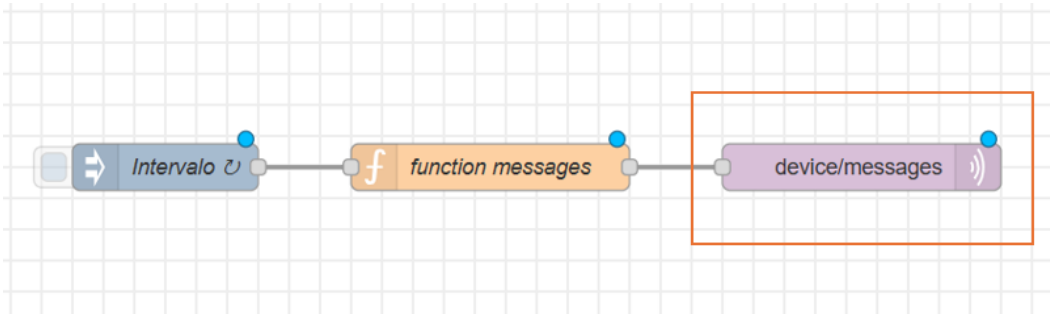 Intervalo ↻
function messages
device/messages